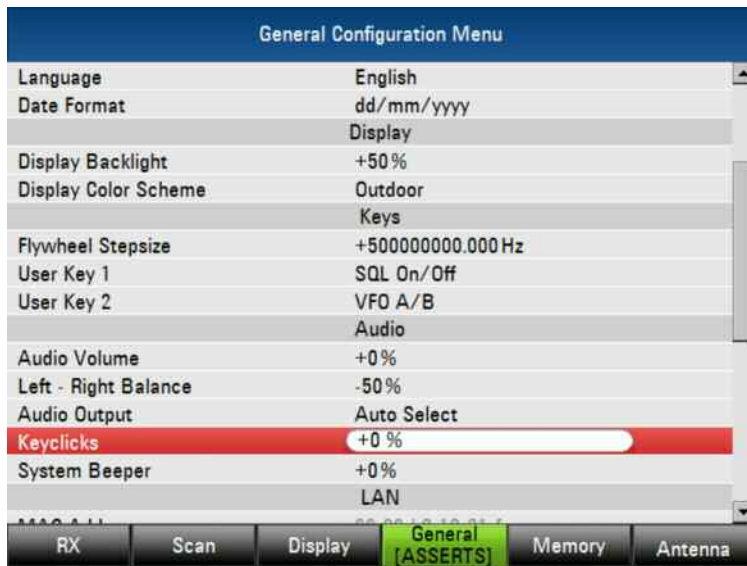 General Configuration Menu
Language English
Date Format dd/mm/yyyy
Display
Display Backlight +50%
Display Color Scheme Outdoor
Keys
Flywheel Stepsize +500000000.000 Hz
User Key 1 SQL On/Off
User Key 2 VFO A/B
Audio
Audio Volume +0%
Left - Right Balance -50%
Audio Output Auto Select
Keyclicks +0 %
System Beeper +0%
LAN
RX Scan Display General [ASSERTS] Memory Antenna